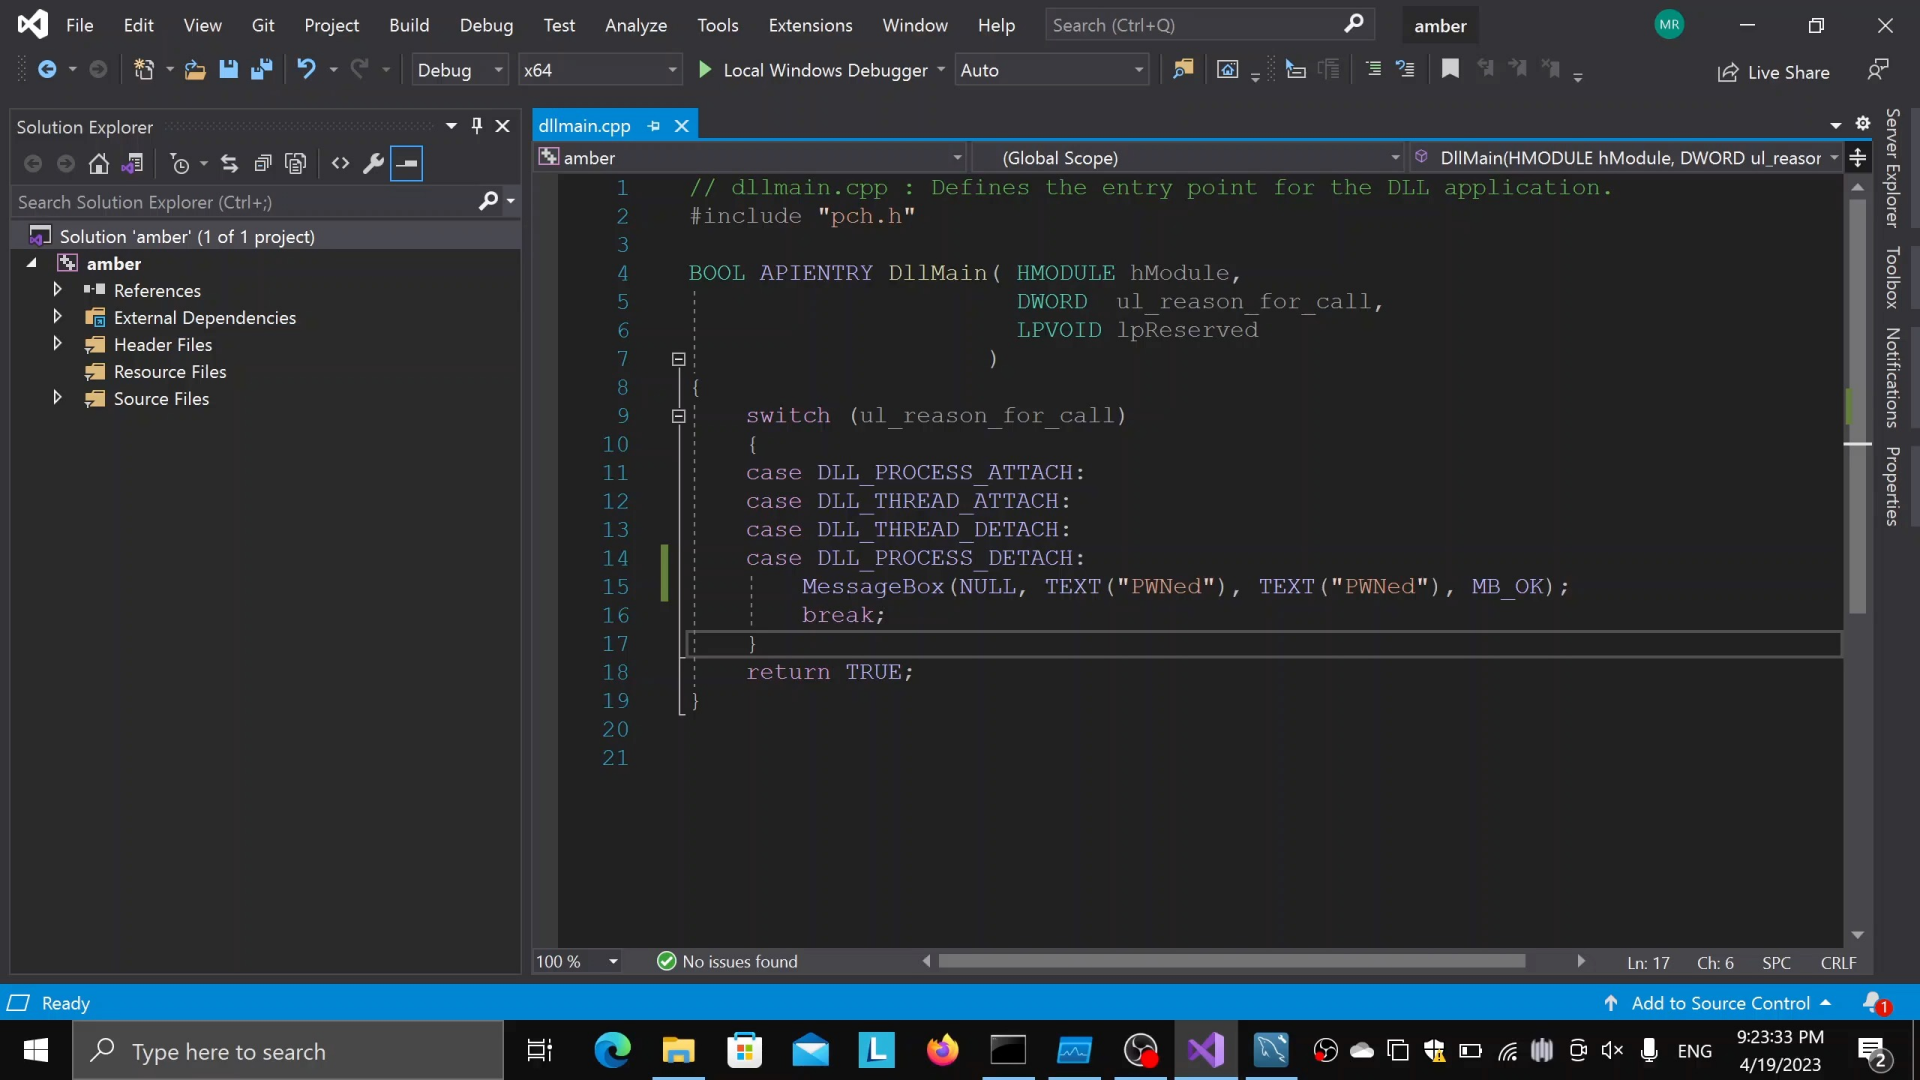 File Edit View Git Project Build Debug Test Analyze Tools Extensions Window Help Search (Ctrl+Q) amber MR
Debug x64 Local Windows Debugger Auto Live Share
Solution Explorer
Search Solution Explorer (Ctrl+;)
Solution 'amber' (1 of 1 project)
amber
References
External Dependencies
Header Files
Resource Files
Source Files
dllmain.cpp
amber (Global Scope) DllMain(HMODULE hModule, DWORD ul_reasor
1 // dllmain.cpp : Defines the entry point for the DLL application.
2 #include "pch.h"
3
4 BOOL APIENTRY DllMain( HMODULE hModule,
5 DWORD  ul_reason_for_call,
6 LPVOID lpReserved
7 )
8 {
9 switch (ul_reason_for_call)
10 {
11 case DLL_PROCESS_ATTACH:
12 case DLL_THREAD_ATTACH:
13 case DLL_THREAD_DETACH:
14 case DLL_PROCESS_DETACH:
15 MessageBox(NULL, TEXT("PWNed"), TEXT("PWNed"), MB_OK);
16 break;
17 }
18 return TRUE;
19 }
20
21
Server Explorer
Toolbox
Notifications
Properties
100 % No issues found Ln: 17 Ch: 6 SPC CRLF
Ready Add to Source Control 1
Type here to search L ENG 9:23:33 PM
4/19/2023 2